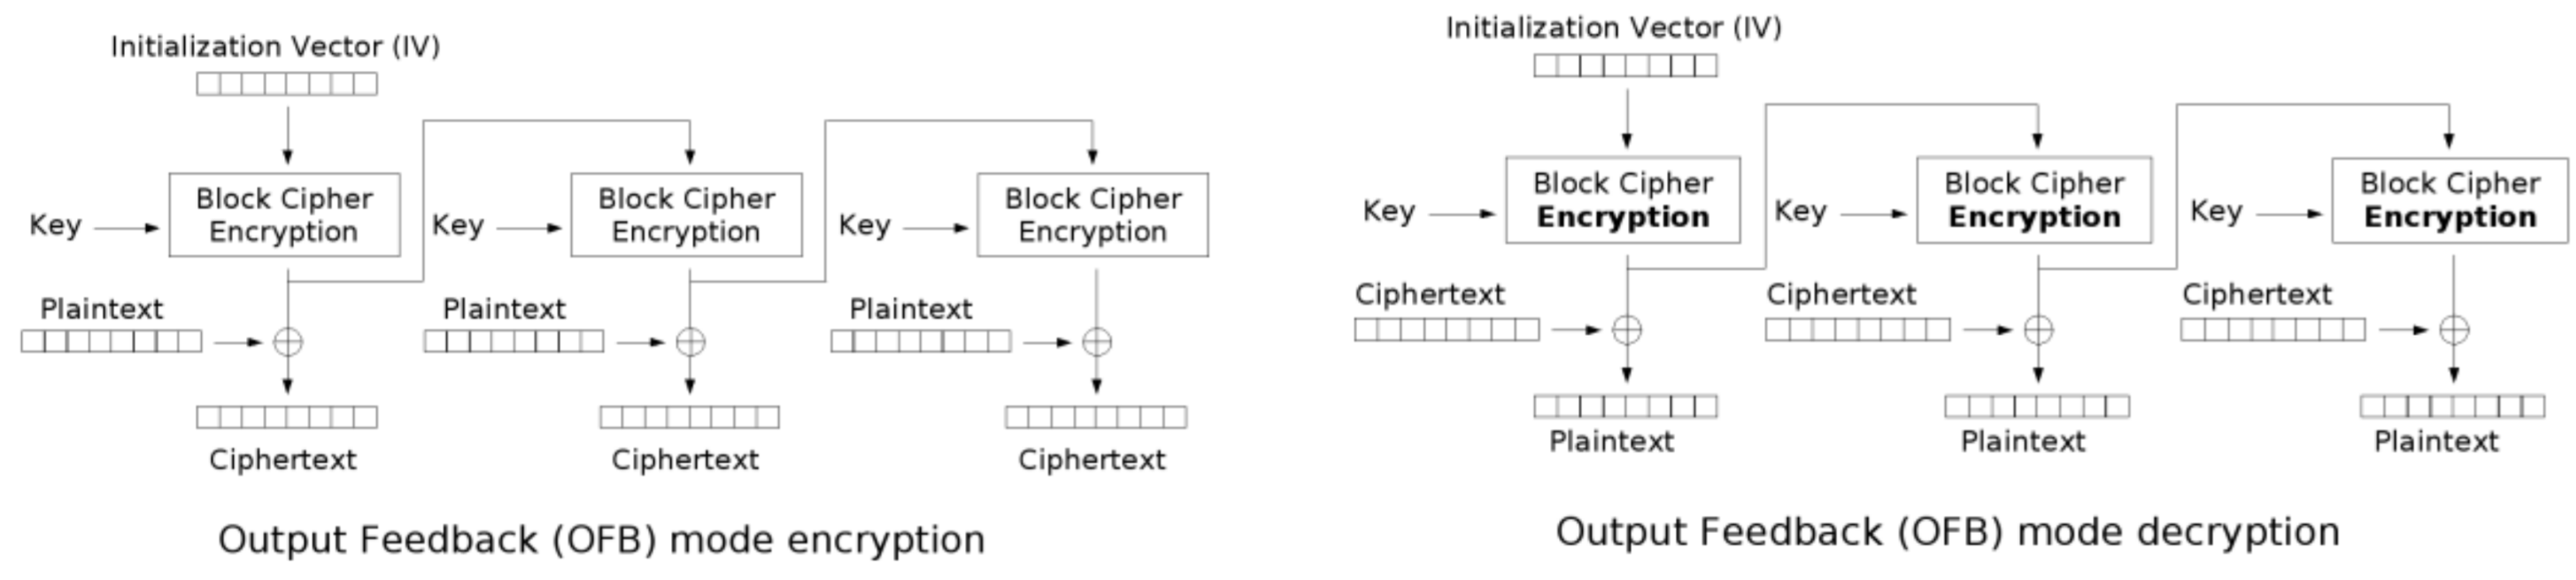 Initialization Vector (IV)
Block Cipher
Encryption
Key
Block Cipher
Encryption
Key
Block Cipher
Encryption
Key
Plaintext
Plaintext
Plaintext
Ciphertext
Ciphertext
Ciphertext
Output Feedback (OFB) mode encryption
Initialization Vector (IV)
Block Cipher
Encryption
Key
Block Cipher
Encryption
Key
Block Cipher
Encryption
Key
Ciphertext
Ciphertext
Ciphertext
Plaintext
Plaintext
Plaintext
Output Feedback (OFB) mode decryption